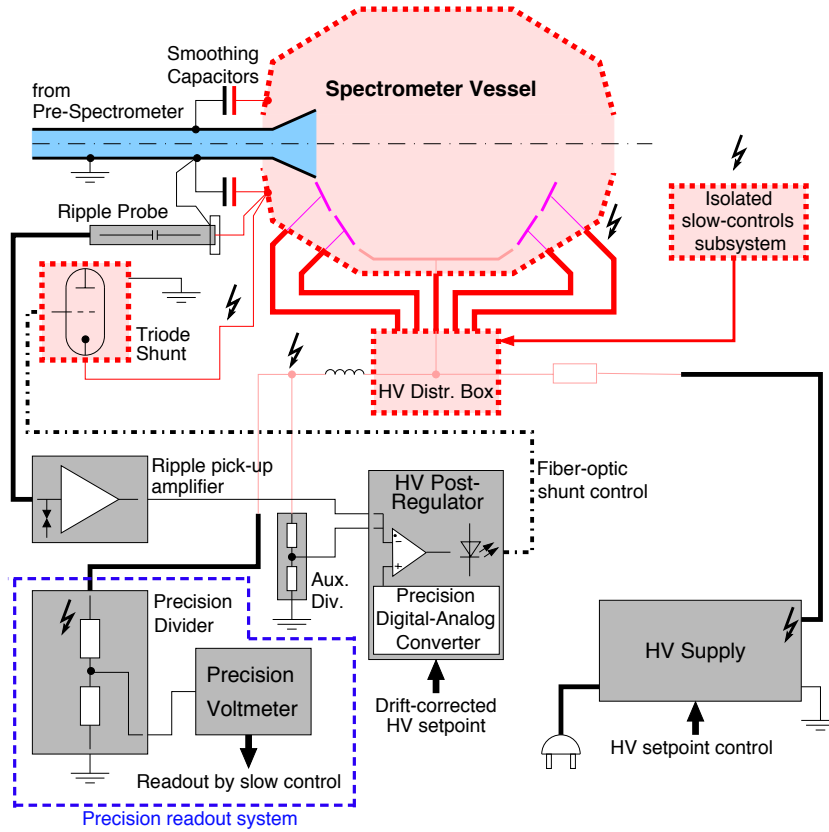 Smoothing
Capacitors
from
Pre-Spectrometer
Spectrometer Vessel
Isolated
slow-controls
subsystem
Ripple Probe
Triode
Shunt
HV Distr. Box
Ripple pick-up
amplifier
HV Post-
Regulator
Fiber-optic
shunt control
Aux.
Div.
Precision
Digital-Analog
Converter
Precision
Divider
Precision
Voltmeter
HV Supply
Drift-corrected
HV setpoint
HV setpoint control
Readout by slow control
Precision readout system